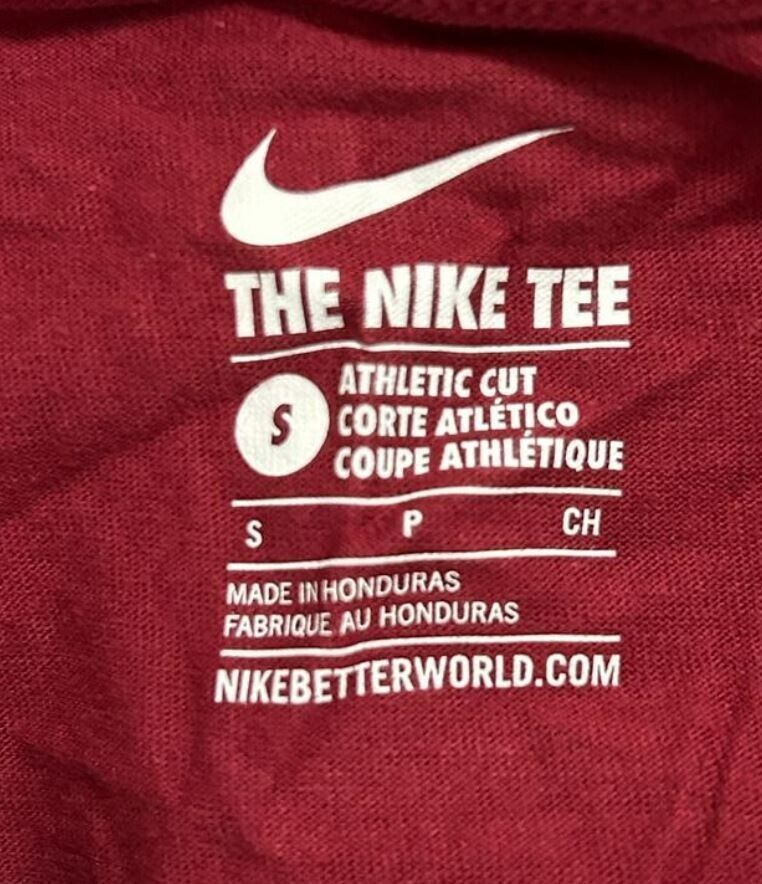 THE NIKE TEE
S
ATHLETIC CUT
CORTE ATLÉTICO
COUPE ATHLÉTIQUE
S P CH
MADE IN HONDURAS
FABRIQUE AU HONDURAS
NIKEBETTERWORLD.COM